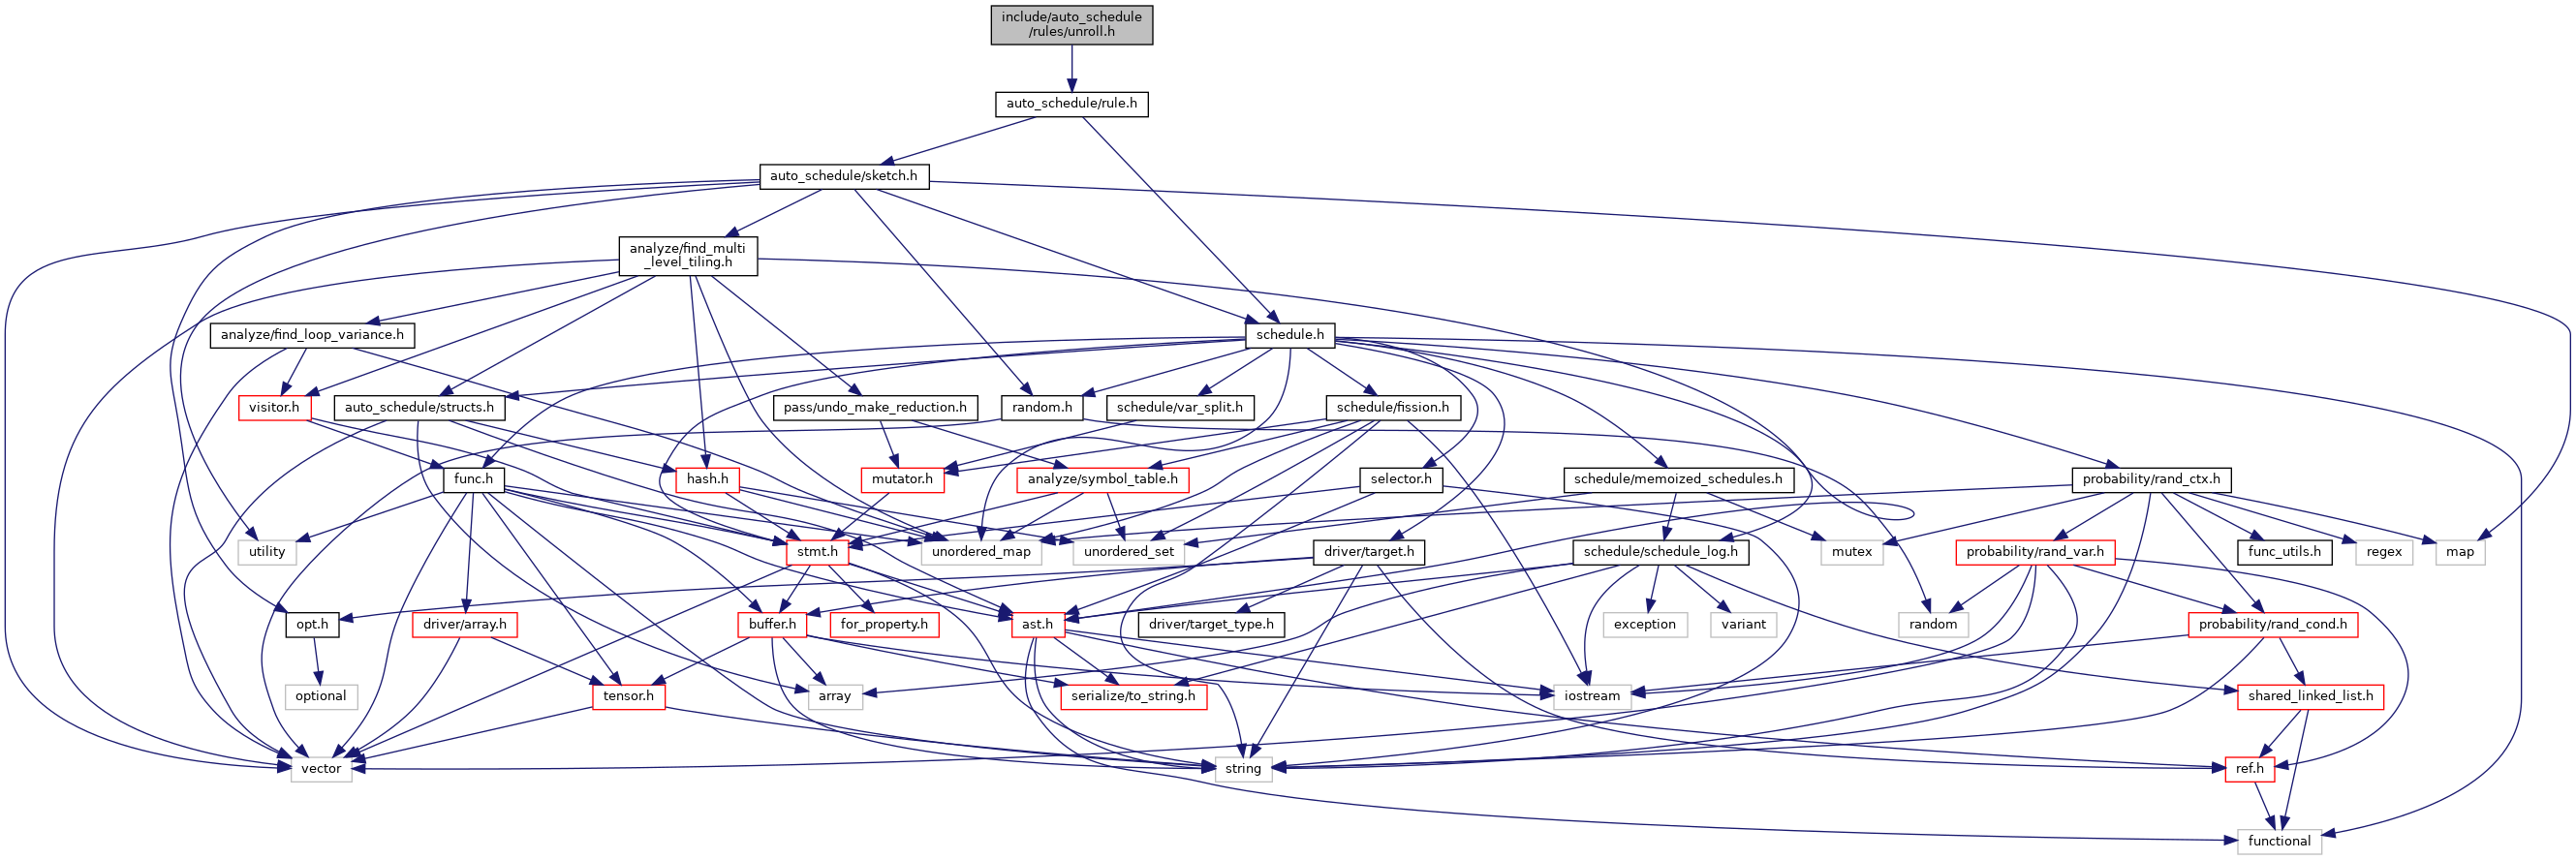 include/auto_schedule
/rules/unroll.h
auto_schedule/rule.h
auto_schedule/sketch.h
analyze/find_multi
_level_tiling.h
analyze/find_loop_variance.h
schedule.h
visitor.h
auto_schedule/structs.h
pass/undo_make_reduction.h
random.h
schedule/var_split.h
schedule/fission.h
func.h
hash.h
mutator.h
analyze/symbol_table.h
selector.h
schedule/memoized_schedules.h
probability/rand_ctx.h
utility
stmt.h
unordered_map
unordered_set
driver/target.h
schedule/schedule_log.h
mutex
probability/rand_var.h
func_utils.h
regex
map
opt.h
driver/array.h
buffer.h
for_property.h
ast.h
driver/target_type.h
exception
variant
random
probability/rand_cond.h
optional
tensor.h
array
serialize/to_string.h
iostream
shared_linked_list.h
vector
string
ref.h
functional